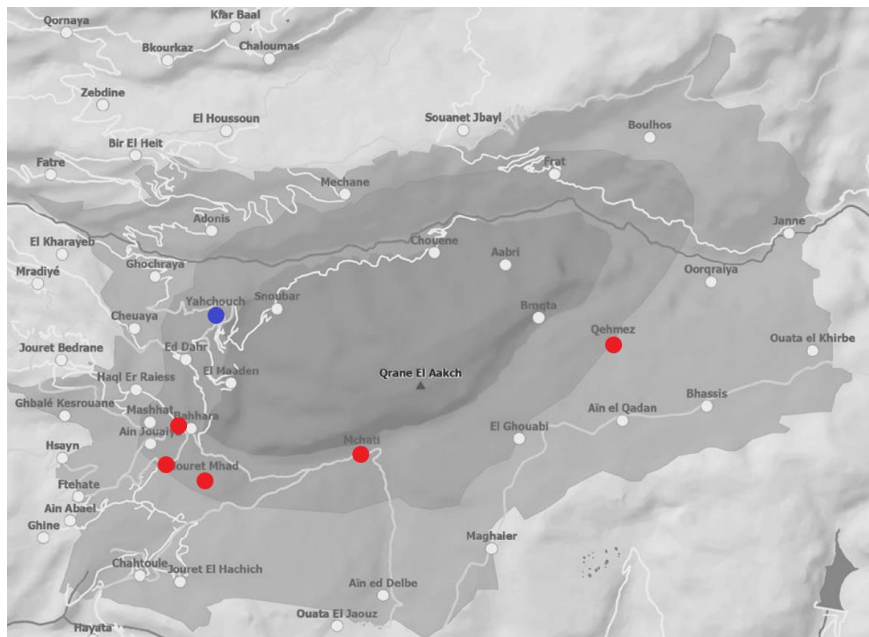 Kfar Baal
Qornaya
Bkourkaz
Chaloumas
Zebdine
El Houssoun
Souanet Jbayl
Boulhos
Bir El Heit
Fatre
Frat
Mechane
Adonis
Janne
El Kharayeb
Chouene
Aabri
Ghochraya
Mradiyé
Oorqraiya
Yahchouch
Snoubar
Cheuaya
Broqta
Qehmez
Ouata el Khirbe
Jouret Bedrane
Ed Dahr
El Maaden
Qrane El Aakch
Haql Er Raiess
Bhassis
Ghbalé Kesrouane
Mashhat
Bahhara
Aïn el Qadan
Ain Jouaiya
El Ghouabi
Mchati
Hsayn
Jouret Mhad
Ftehate
Ain Abael
Ghine
Maghaier
Chahtoule
Jouret El Hachich
Aïn ed Delbe
Ouata El Jaouz
Hayata